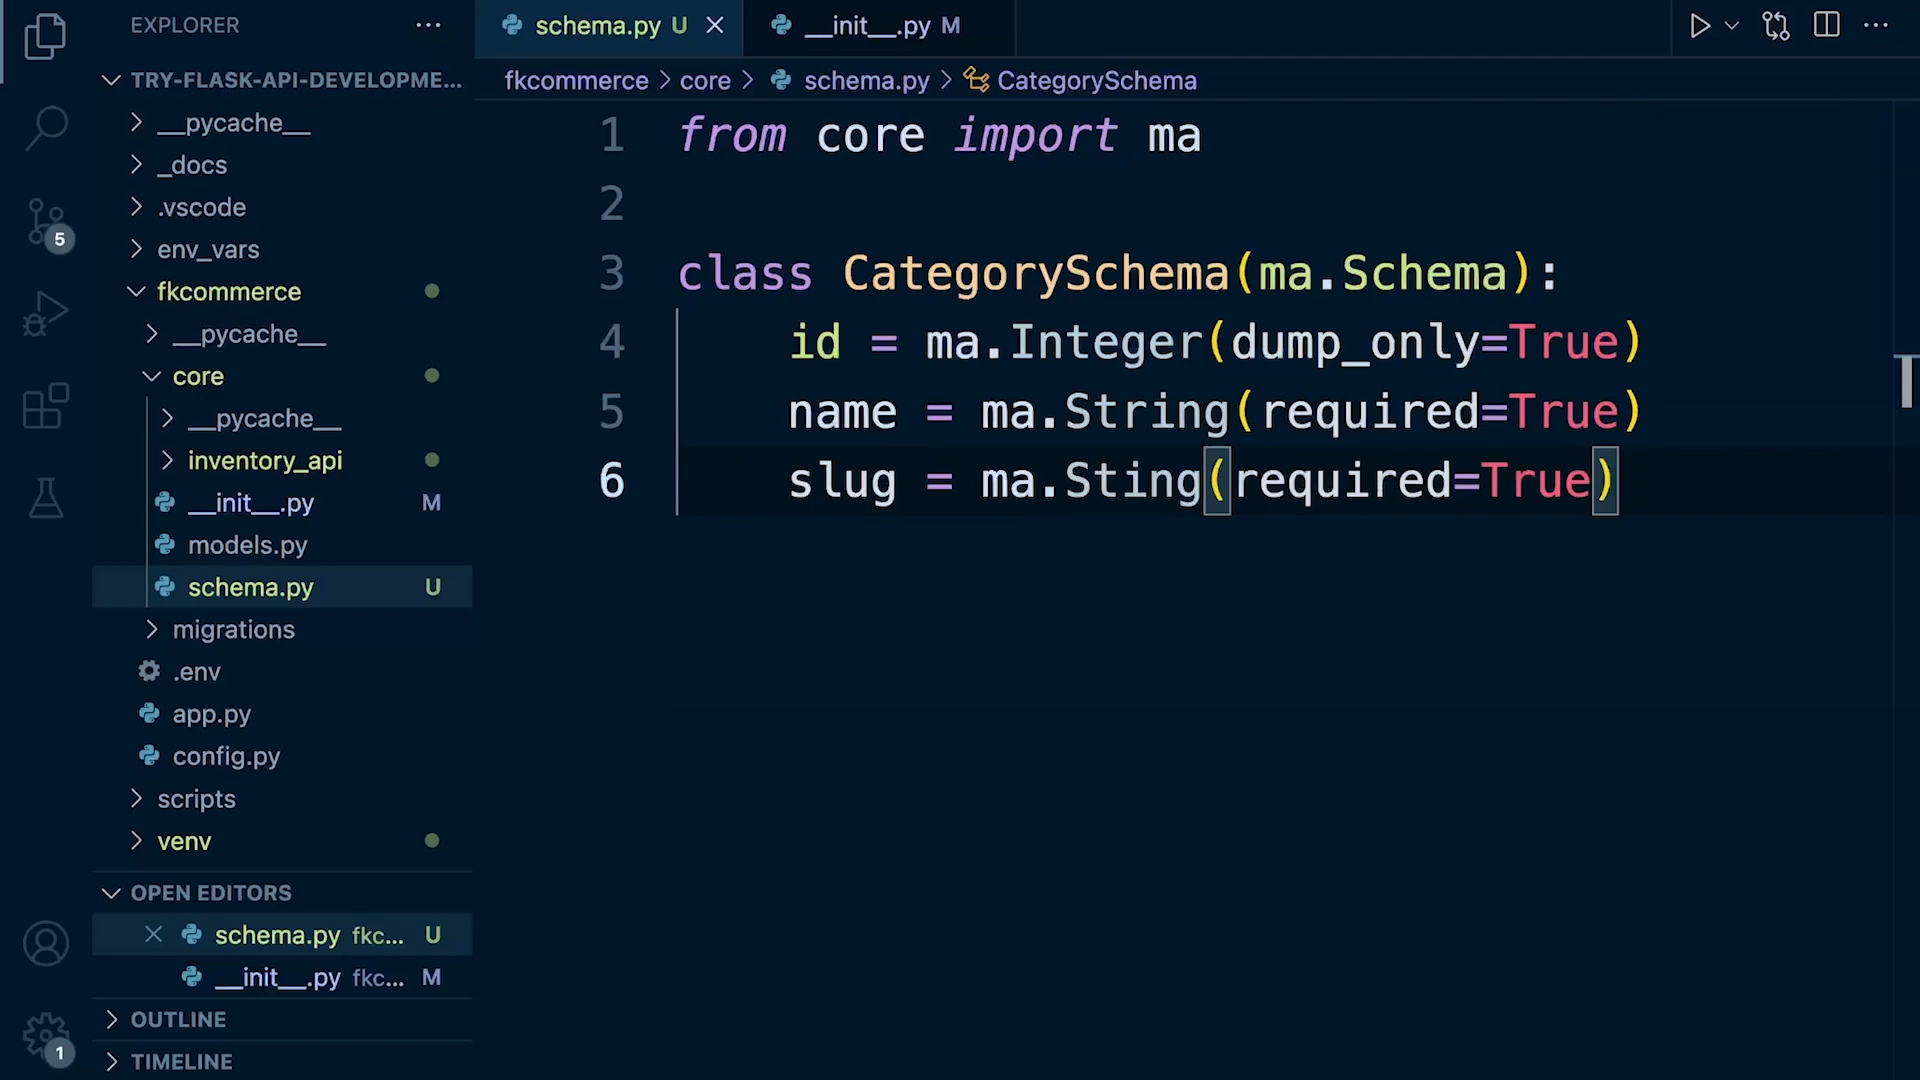 EXPLORER
TRY-FLASK-API-DEVELOPME...
__pycache__
_docs
.vscode
env_vars
fkcommerce
__pycache__
core
__pycache__
inventory_api
__init__.py M
models.py
schema.py U
migrations
.env
app.py
config.py
scripts
venv
OPEN EDITORS
schema.py fkc... U
__init__.py fkc... M
OUTLINE
TIMELINE
5
1
schema.py U
__init__.py M
fkcommerce > core > schema.py > CategorySchema
1 from core import ma
2
3 class CategorySchema(ma.Schema):
4 id = ma.Integer(dump_only=True)
5 name = ma.String(required=True)
6 slug = ma.Sting(required=True)